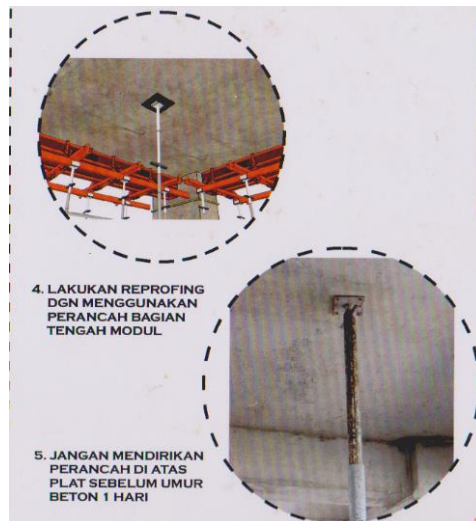 4. LAKUKAN REPROFING
DGN MENGGUNAKAN
PERANCAH BAGIAN
TENGAH MODUL
5. JANGAN MENDIRIKAN
PERANCAH DI ATAS
PLAT SEBELUM UMUR
BETON 1 HARI